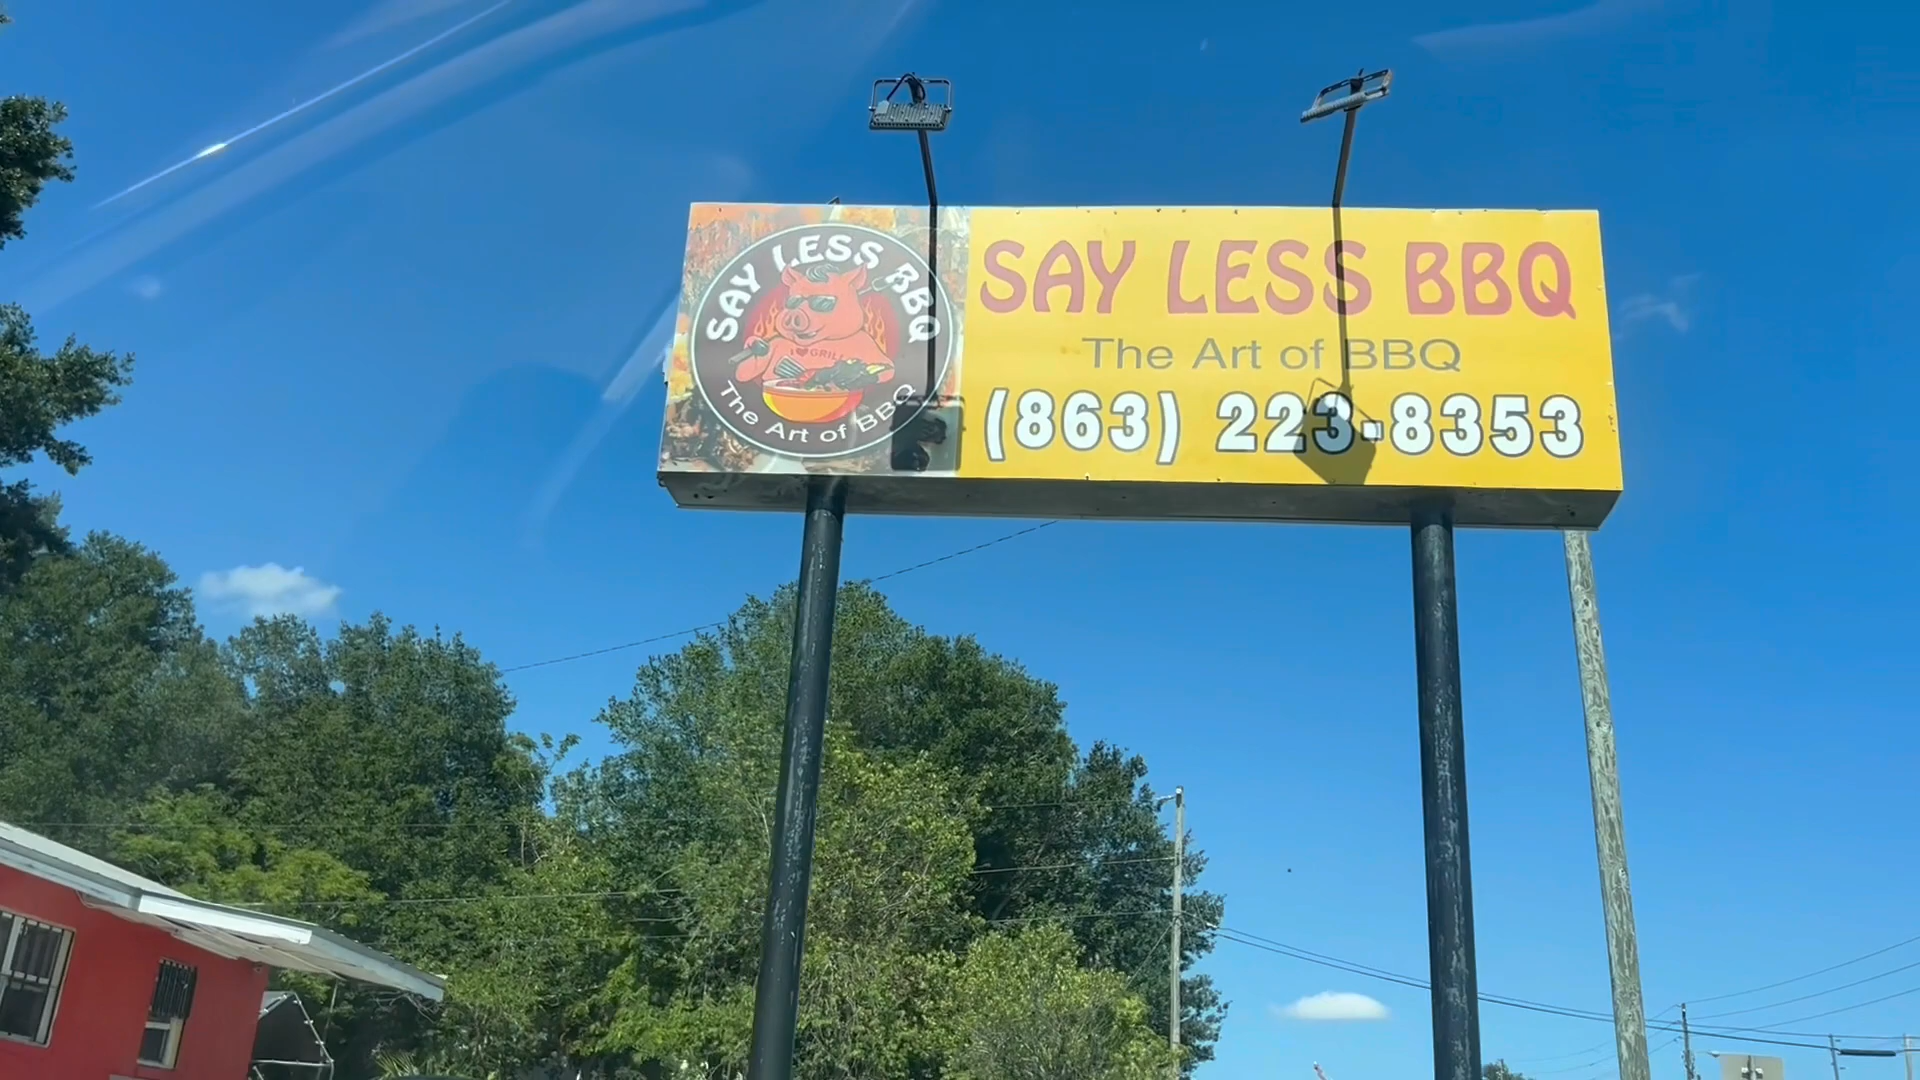 SAY LESS BBQ
I ❤ GRILL
The Art of BBQ
SAY LESS BBQ
The Art of BBQ
(863) 223-8353